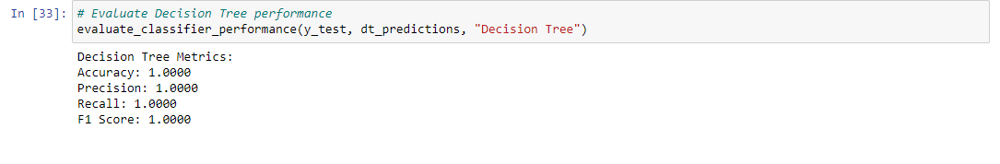 In [33]: # Evaluate Decision Tree performance
evaluate_classifier_performance(y_test, dt_predictions, "Decision Tree")
Decision Tree Metrics:
Accuracy: 1.0000
Precision: 1.0000
Recall: 1.0000
F1 Score: 1.0000